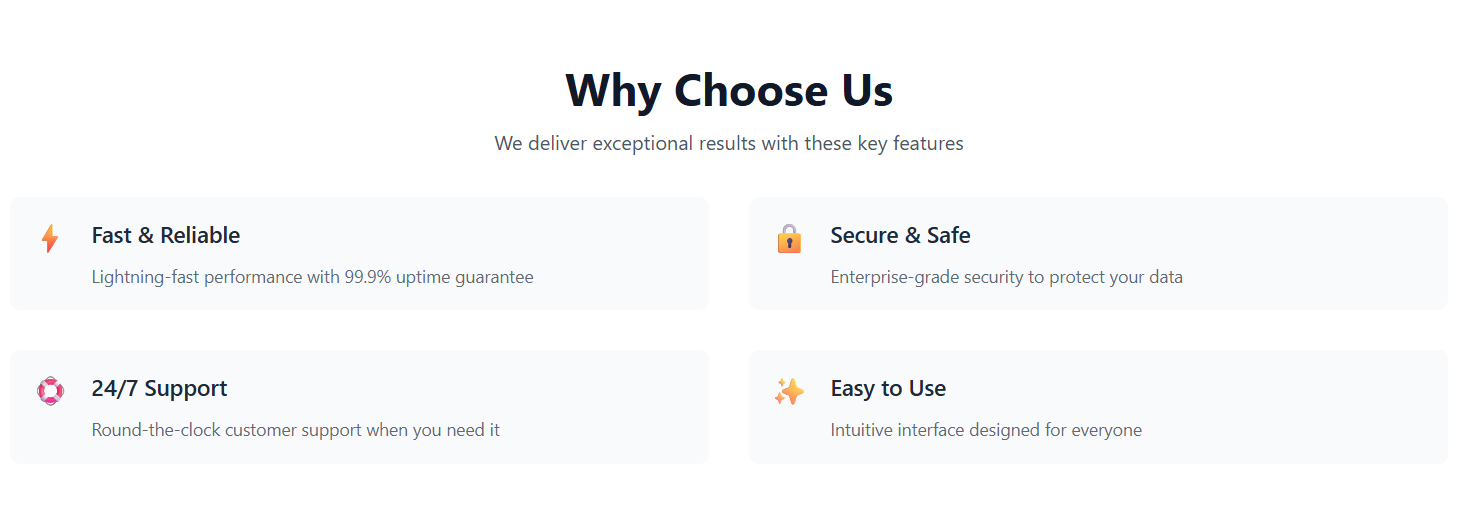 Why Choose Us
We deliver exceptional results with these key features
Fast & Reliable
Lightning-fast performance with 99.9% uptime guarantee
Secure & Safe
Enterprise-grade security to protect your data
24/7 Support
Round-the-clock customer support when you need it
Easy to Use
Intuitive interface designed for everyone